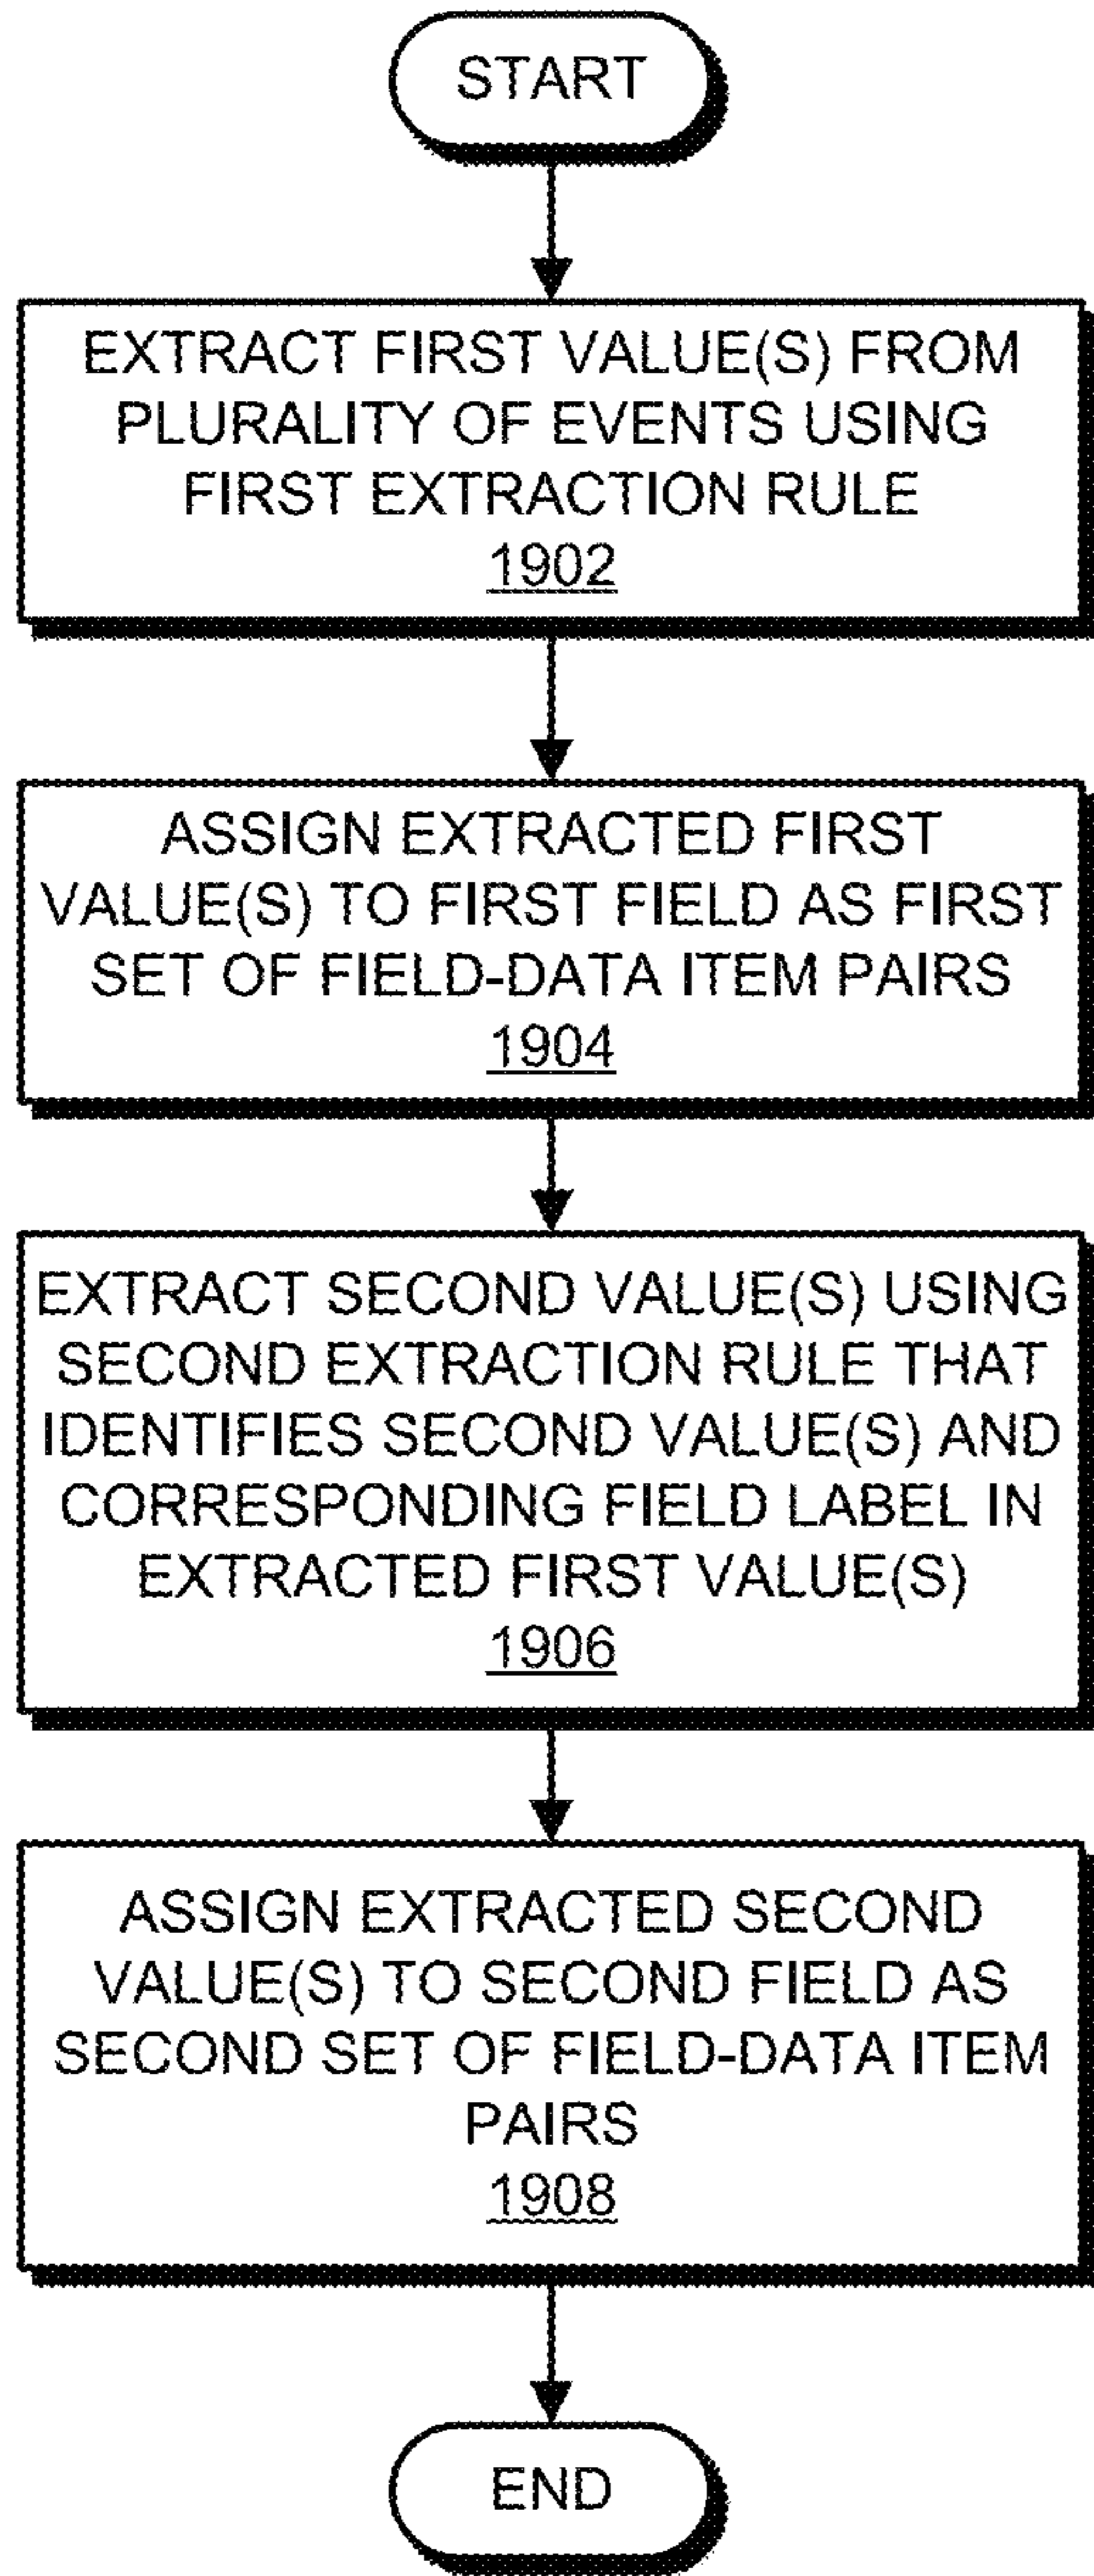 START
EXTRACT FIRST VALUE(S) FROM
PLURALITY OF EVENTS USING
FIRST EXTRACTION RULE
1902
ASSIGN EXTRACTED FIRST
VALUE(S) TO FIRST FIELD AS FIRST
SET OF FIELD-DATA ITEM PAIRS
1904
EXTRACT SECOND VALUE(S) USING
SECOND EXTRACTION RULE THAT
IDENTIFIES SECOND VALUE(S) AND
CORRESPONDING FIELD LABEL IN
EXTRACTED FIRST VALUE(S)
1906
ASSIGN EXTRACTED SECOND
VALUE(S) TO SECOND FIELD AS
SECOND SET OF FIELD-DATA ITEM
PAIRS
1908
END